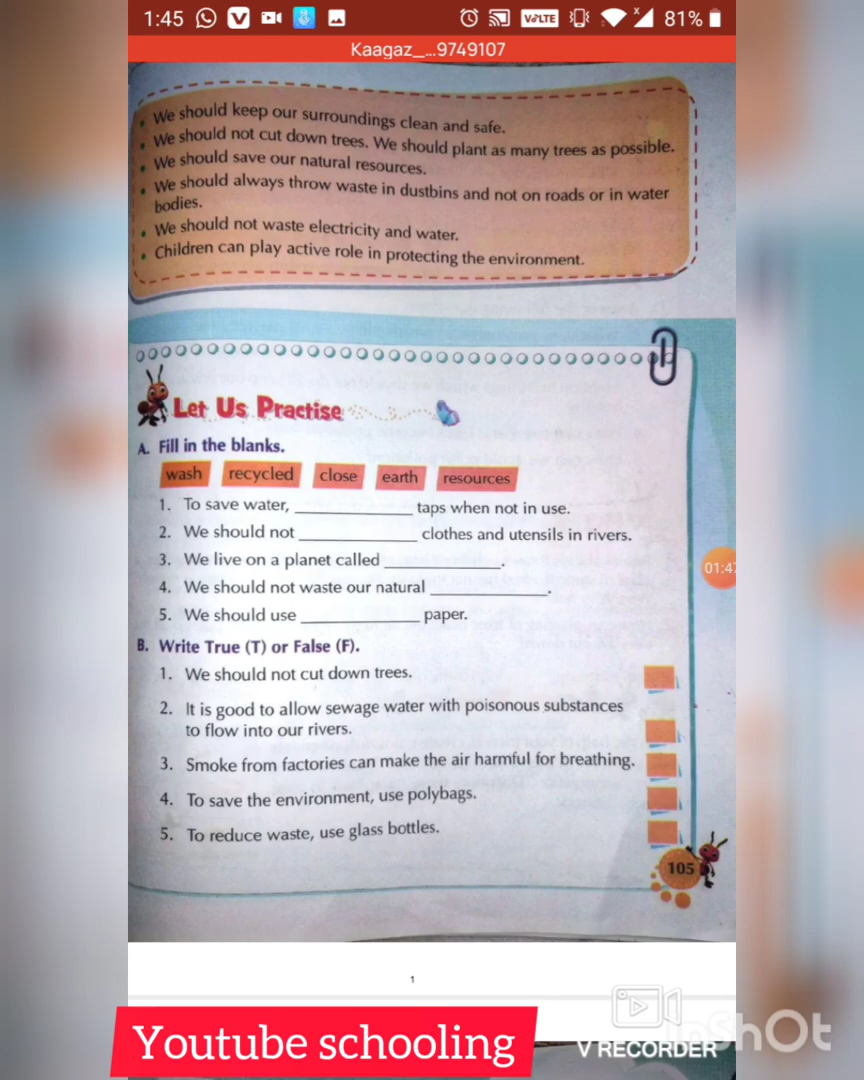 1:45 VoLTE x 81%
Kaagaz_...9749107
• We should keep our surroundings clean and safe.
• We should not cut down trees. We should plant as many trees as possible.
• We should save our natural resources.
• We should always throw waste in dustbins and not on roads or in water
bodies.
• We should not waste electricity and water.
• Children can play active role in protecting the environment.
Let Us Practise
A. Fill in the blanks.
wash recycled close earth resources
1. To save water, ____________ taps when not in use.
2. We should not ____________ clothes and utensils in rivers.
3. We live on a planet called ____________.
4. We should not waste our natural ____________.
5. We should use ____________ paper.
B. Write True (T) or False (F).
1. We should not cut down trees.
2. It is good to allow sewage water with poisonous substances
to flow into our rivers.
3. Smoke from factories can make the air harmful for breathing.
4. To save the environment, use polybags.
5. To reduce waste, use glass bottles.
105
1
Youtube schooling
V RECORDER